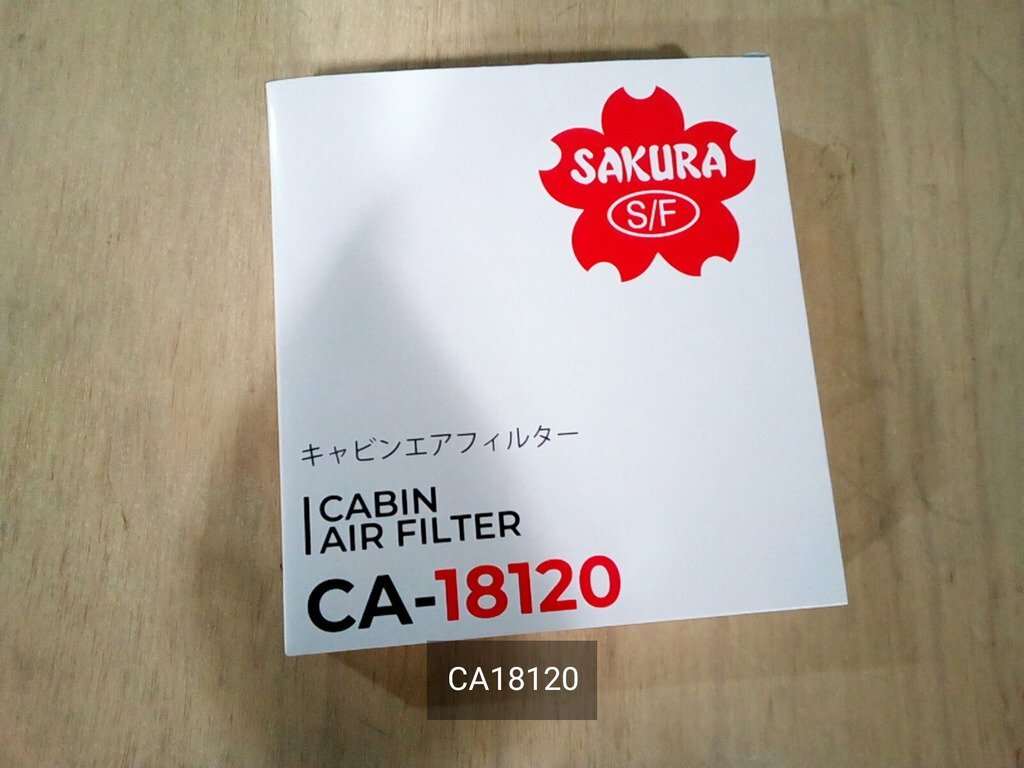 SAKURA
S/F
キャビンエアフィルター
CABIN
AIR FILTER
CA-18120
CA18120